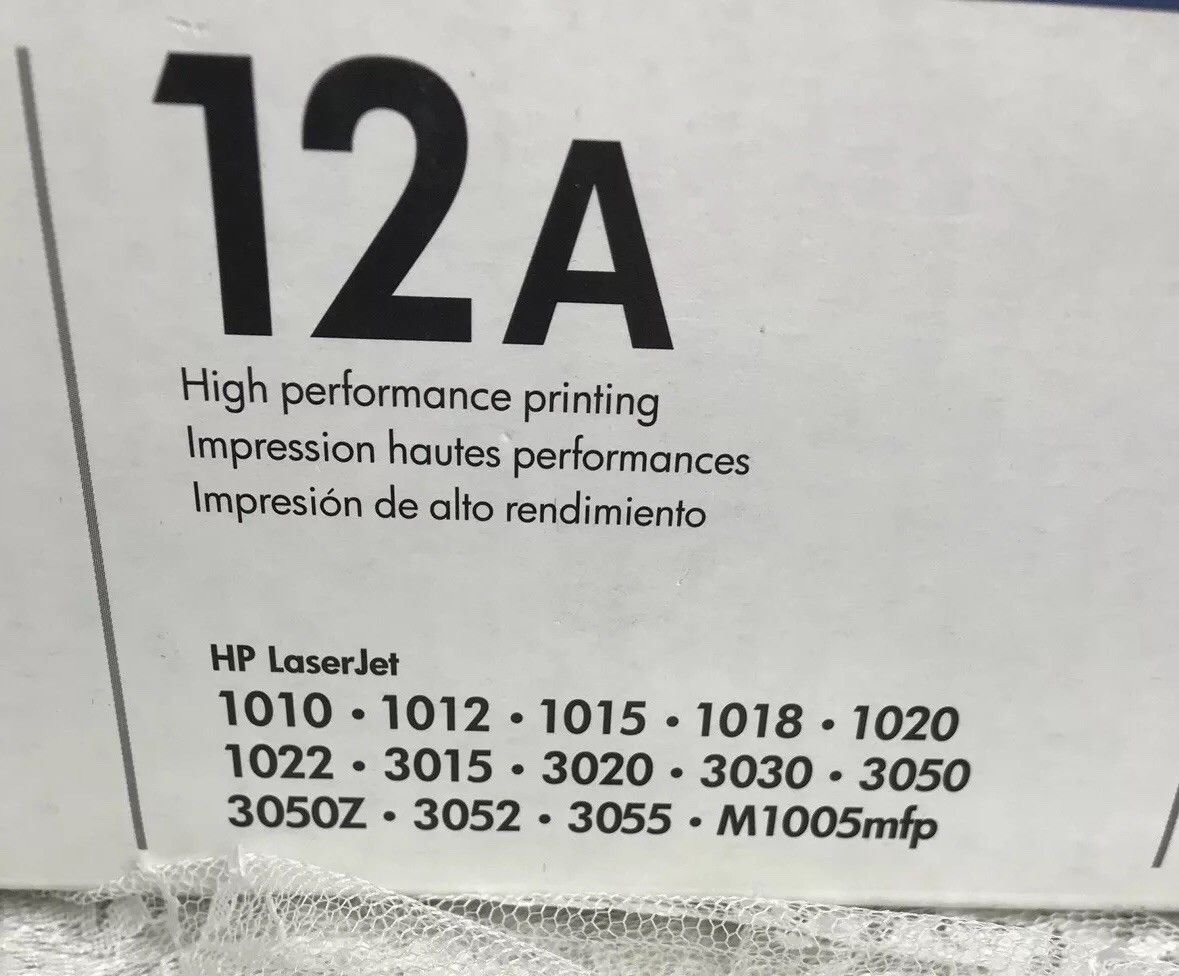 12A
High performance printing
Impression hautes performances
Impresión de alto rendimiento
HP LaserJet
1010 • 1012 • 1015 • 1018 • 1020
1022 • 3015 • 3020 • 3030 • 3050
3050Z • 3052 • 3055 • M1005mfp